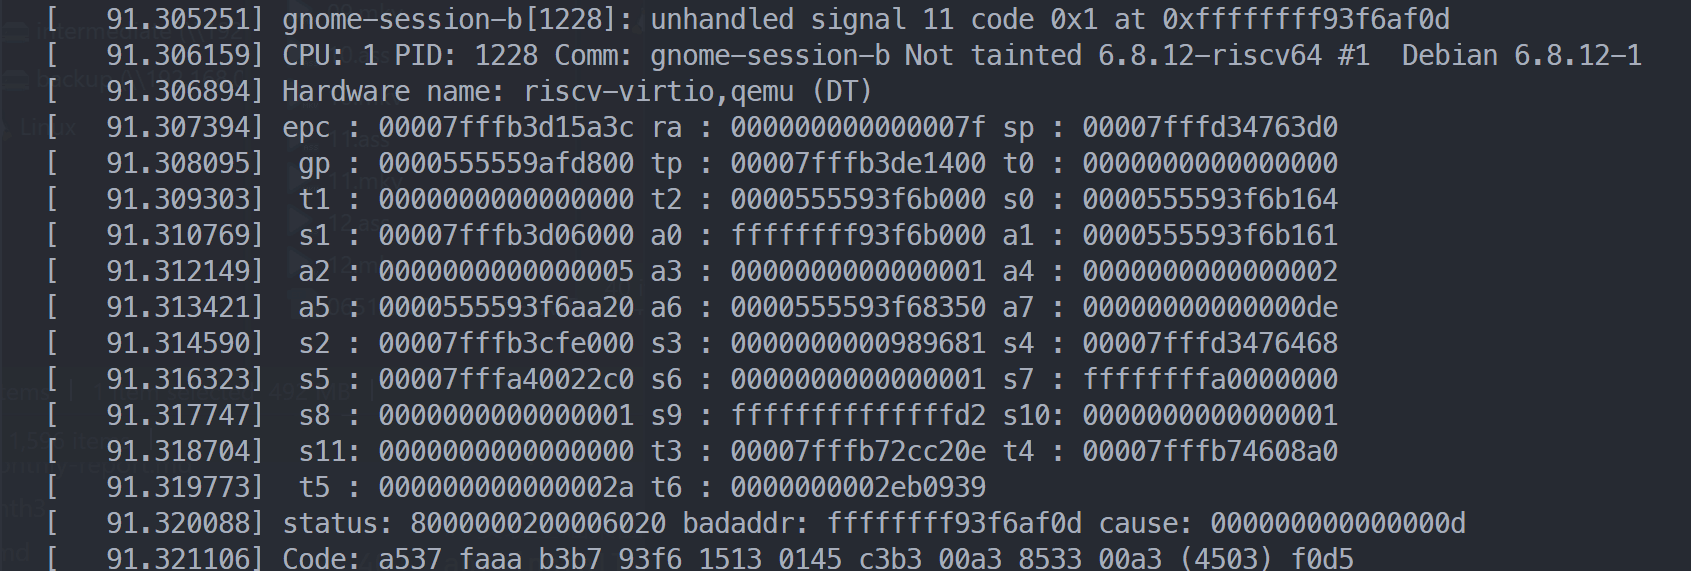 [   91.305251] gnome-session-b[1228]: unhandled signal 11 code 0x1 at 0xffffffff93f6af0d
[   91.306159] CPU: 1 PID: 1228 Comm: gnome-session-b Not tainted 6.8.12-riscv64 #1  Debian 6.8.12-1
[   91.306894] Hardware name: riscv-virtio,qemu (DT)
[   91.307394] epc : 00007fffb3d15a3c ra : 000000000000007f sp : 00007fffd34763d0
[   91.308095]  gp : 0000555559afd800 tp : 00007fffb3de1400 t0 : 0000000000000000
[   91.309303]  t1 : 0000000000000000 t2 : 0000555593f6b000 s0 : 0000555593f6b164
[   91.310769]  s1 : 00007fffb3d06000 a0 : ffffffff93f6b000 a1 : 0000555593f6b161
[   91.312149]  a2 : 0000000000000005 a3 : 0000000000000001 a4 : 0000000000000002
[   91.313421]  a5 : 0000555593f6aa20 a6 : 0000555593f68350 a7 : 00000000000000de
[   91.314590]  s2 : 00007fffb3cfe000 s3 : 0000000000989681 s4 : 00007fffd3476468
[   91.316323]  s5 : 00007fffa40022c0 s6 : 0000000000000001 s7 : ffffffffa0000000
[   91.317747]  s8 : 0000000000000001 s9 : ffffffffffffffd2 s10: 0000000000000001
[   91.318704]  s11: 0000000000000000 t3 : 00007fffb72cc20e t4 : 00007fffb74608a0
[   91.319773]  t5 : 000000000000002a t6 : 0000000002eb0939
[   91.320088] status: 8000000200006020 badaddr: ffffffff93f6af0d cause: 000000000000000d
[   91.321106] Code: a537 faaa b3b7 93f6 1513 0145 c3b3 00a3 8533 00a3 (4503) f0d5